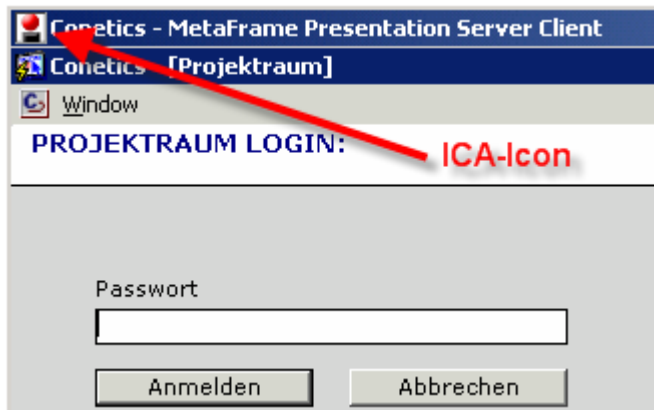 Conetics - MetaFrame Presentation Server Client
Conetics - [Projektraum]
Window
PROJEKTRAUM LOGIN:
ICA-Icon
Passwort
Anmelden Abbrechen